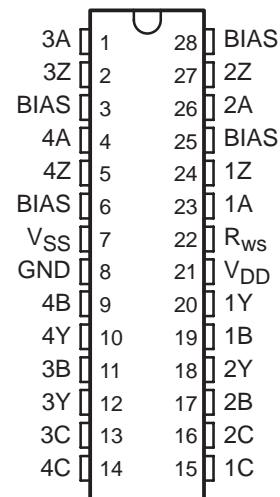 3A 1 28 BIAS
3Z 2 27 2Z
BIAS 3 26 2A
4A 4 25 BIAS
4Z 5 24 1Z
BIAS 6 23 1A
VSS 7 22 Rws
GND 8 21 VDD
4B 9 20 1Y
4Y 10 19 1B
3B 11 18 2Y
3Y 12 17 2B
3C 13 16 2C
4C 14 15 1C